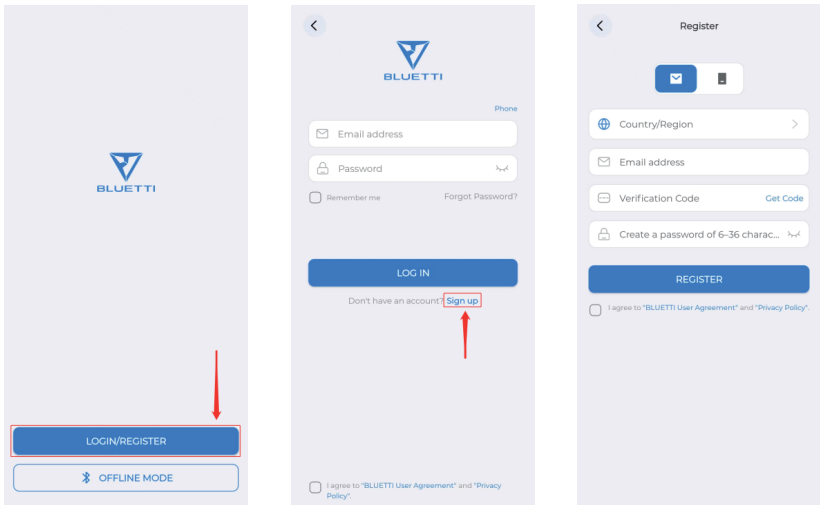 BLUETTI
LOGIN/REGISTER
OFFLINE MODE
BLUETTI
Phone
Email address
Password
Remember me
Forgot Password?
LOG IN
Don't have an account? Sign up
I agree to "BLUETTI User Agreement" and "Privacy
Policy".
Register
Country/Region
Email address
Verification Code
Get Code
Create a password of 6–36 charac...
REGISTER
I agree to "BLUETTI User Agreement" and "Privacy Policy".